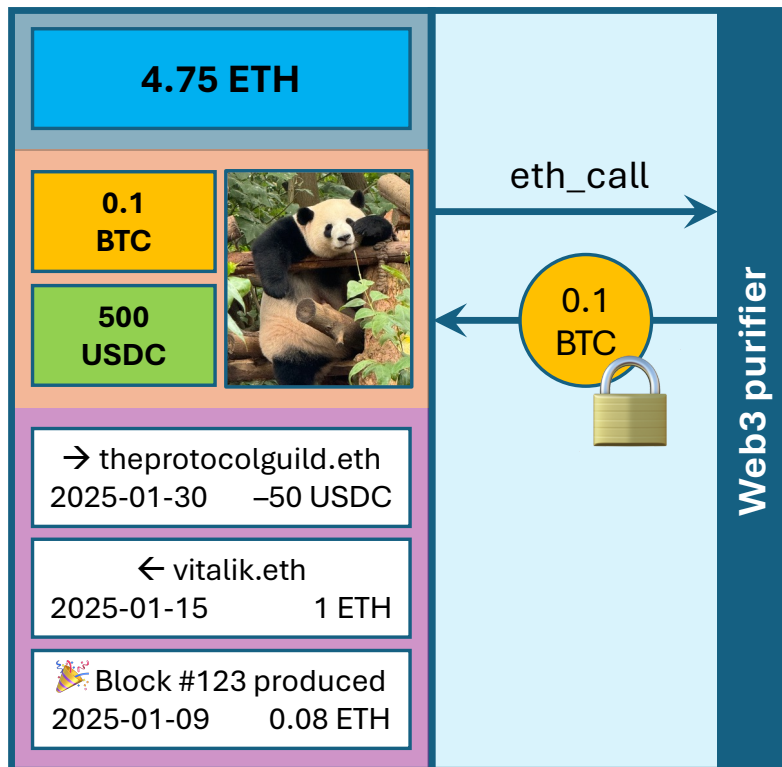 4.75 ETH
0.1
BTC
500
USDC
→ theprotocolguild.eth
2025-01-30 –50 USDC
← vitalik.eth
2025-01-15 1 ETH
🎉 Block #123 produced
2025-01-09 0.08 ETH
eth_call
0.1
BTC
Web3 purifier